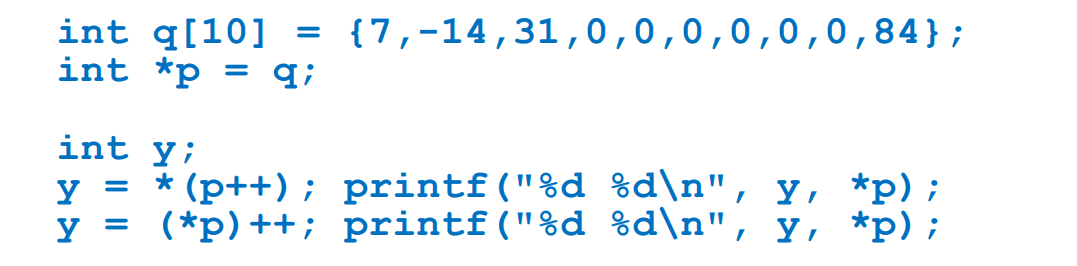 int q[10] = {7,-14,31,0,0,0,0,0,0,84};
int *p = q;
int y;
y = *(p++); printf("%d %d\n", y, *p);
y = (*p)++; printf("%d %d\n", y, *p);